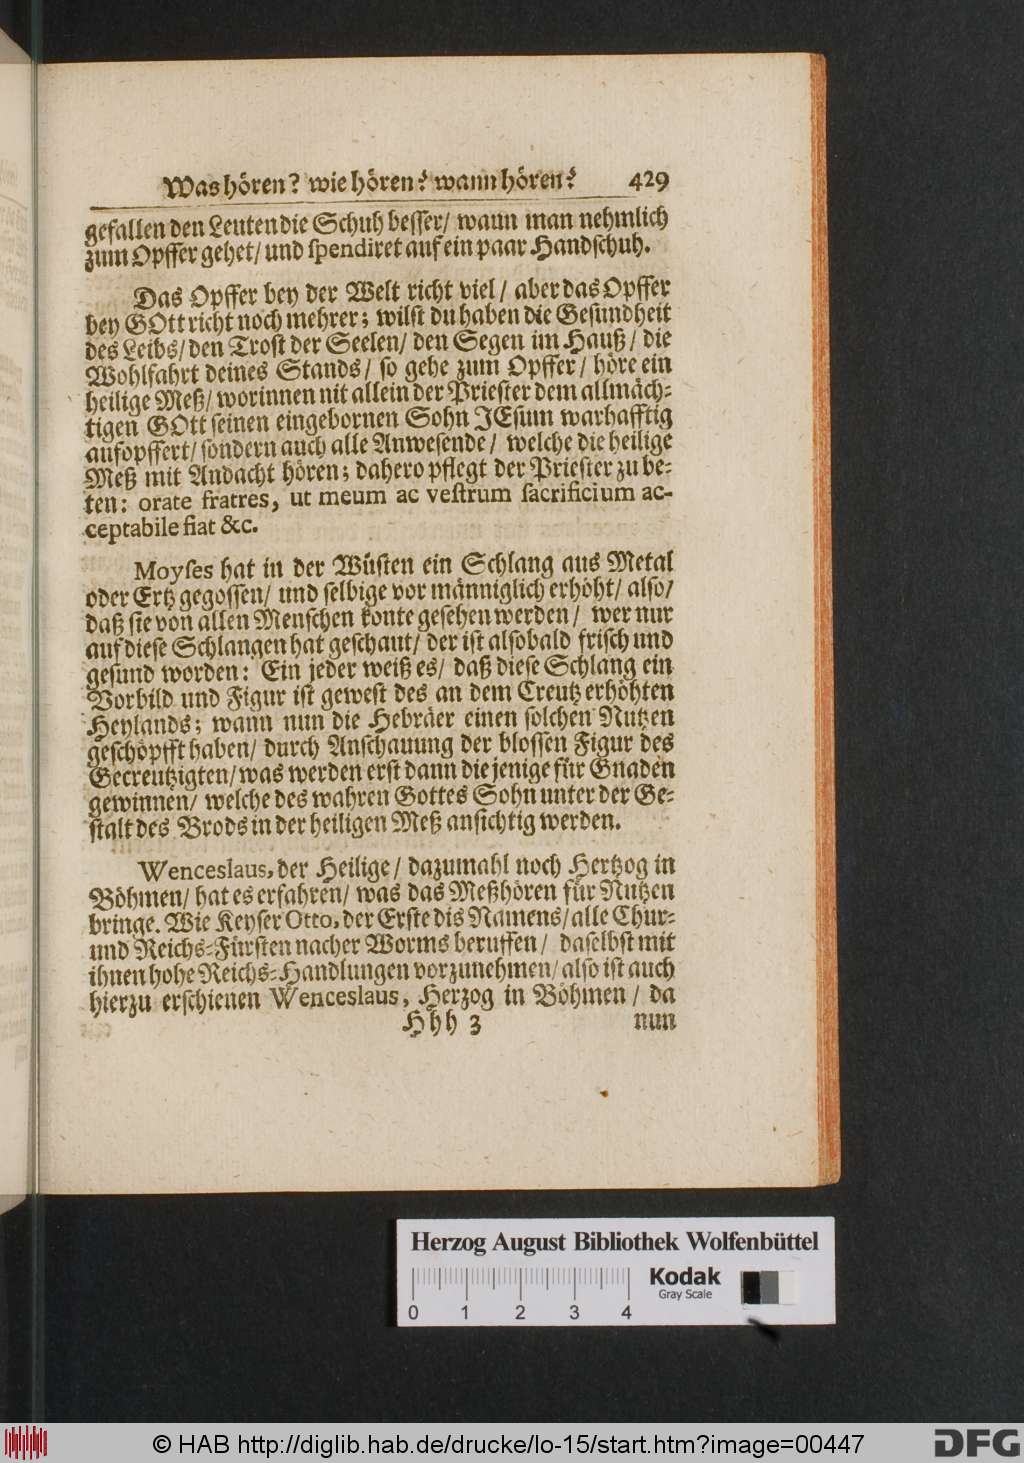 Was hören? wie hören? wann hören? 429
gefallen den Leuten die Schuh besser/ wann man nehmlich
zum Opffer gehet/ und spendiret auf ein paar Handschuh.
Das Opffer bey der Welt richt viel/ aber das Opffer
bey GOtt richt noch mehrer; wilst du haben die Gesundheit
des Leibs/ den Trost der Seelen/ den Segen im Hauß/ die
Wohlfahrt deines Stands/ so gehe zum Opffer/ höre ein
heilige Meß/ worinnen nit allein der Priester dem allmäch-
tigen GOtt seinen eingebornen Sohn JEsum warhafftig
aufopffert/ sondern auch alle Anwesende/ welche die heilige
Meß mit Andacht hören; dahero pflegt der Priester zu be-
ten: orate fratres, ut meum ac vestrum sacrificium ac-
ceptabile fiat &c.
Moyses hat in der Wüsten ein Schlang aus Metal
oder Ertz gegossen/ und selbige vor männiglich erhöht/ also/
daß sie von allen Menschen konte gesehen werden/ wer nur
auf diese Schlangen hat geschaut/ der ist alsobald frisch und
gesund worden: Ein jeder weiß es/ daß diese Schlang ein
Vorbild und Figur ist gewest des an dem Creutz erhöhten
Heylands; wann nun die Hebräer einen solchen Nutzen
geschöpfft haben/ durch Anschauung der blossen Figur des
Gecreutzigten/ was werden erst dann die jenige für Gnaden
gewinnen/ welche des wahren Gottes Sohn unter der Ge-
stalt des Brods in der heiligen Meß ansichtig werden.
Wenceslaus, der Heilige/ dazumahl noch Hertzog in
Böhmen/ hat es erfahren/ was das Meßhören für Nutzen
bringe. Wie Keyser Otto, der Erste dis Namens/ alle Chur-
und Reichs-Fürsten nacher Worms beruffen/ daselbst mit
ihnen hohe Reichs-Handlungen vorzunehmen/ also ist auch
hierzu erschienen Wenceslaus, Herzog in Böhmen/ da
Hhh 3 nun
Herzog August Bibliothek Wolfenbüttel
Kodak
Gray Scale
0 1 2 3 4
© HAB http://diglib.hab.de/drucke/lo-15/start.htm?image=00447
DFG